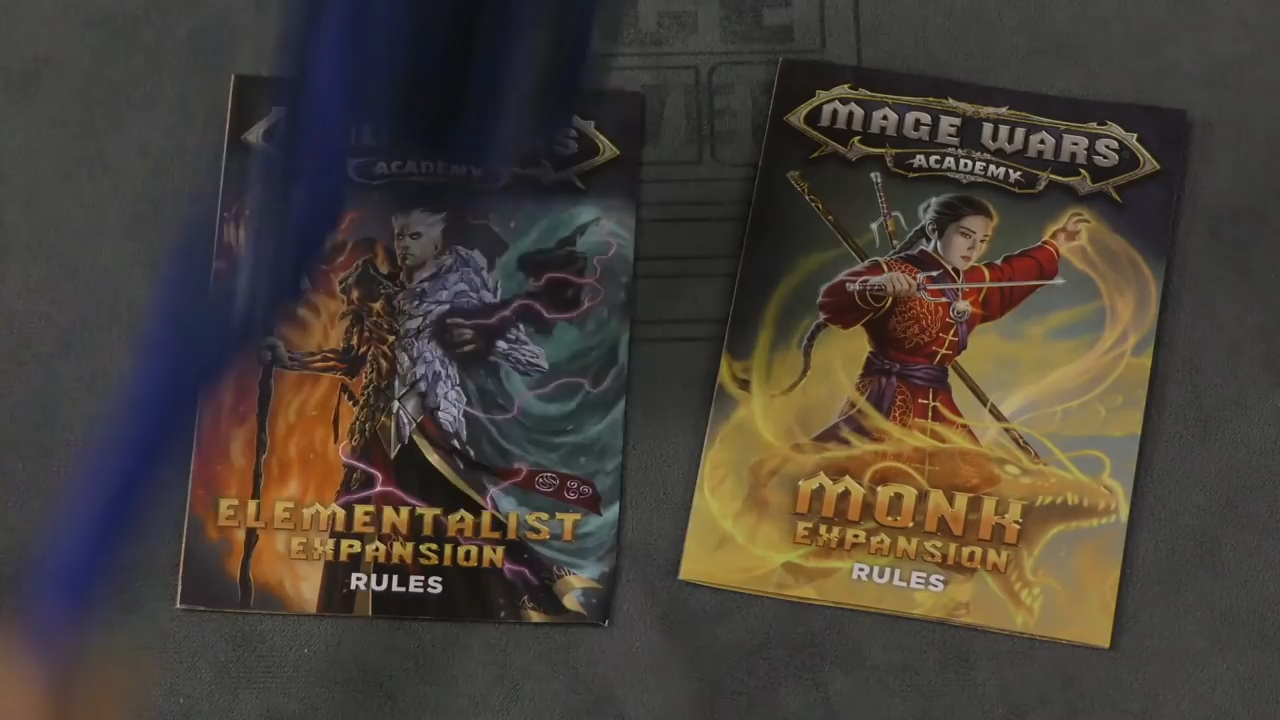 ACADEMY
ELEMENTALIST
EXPANSION
RULES
MAGE WARS
ACADEMY
MONK
EXPANSION
RULES